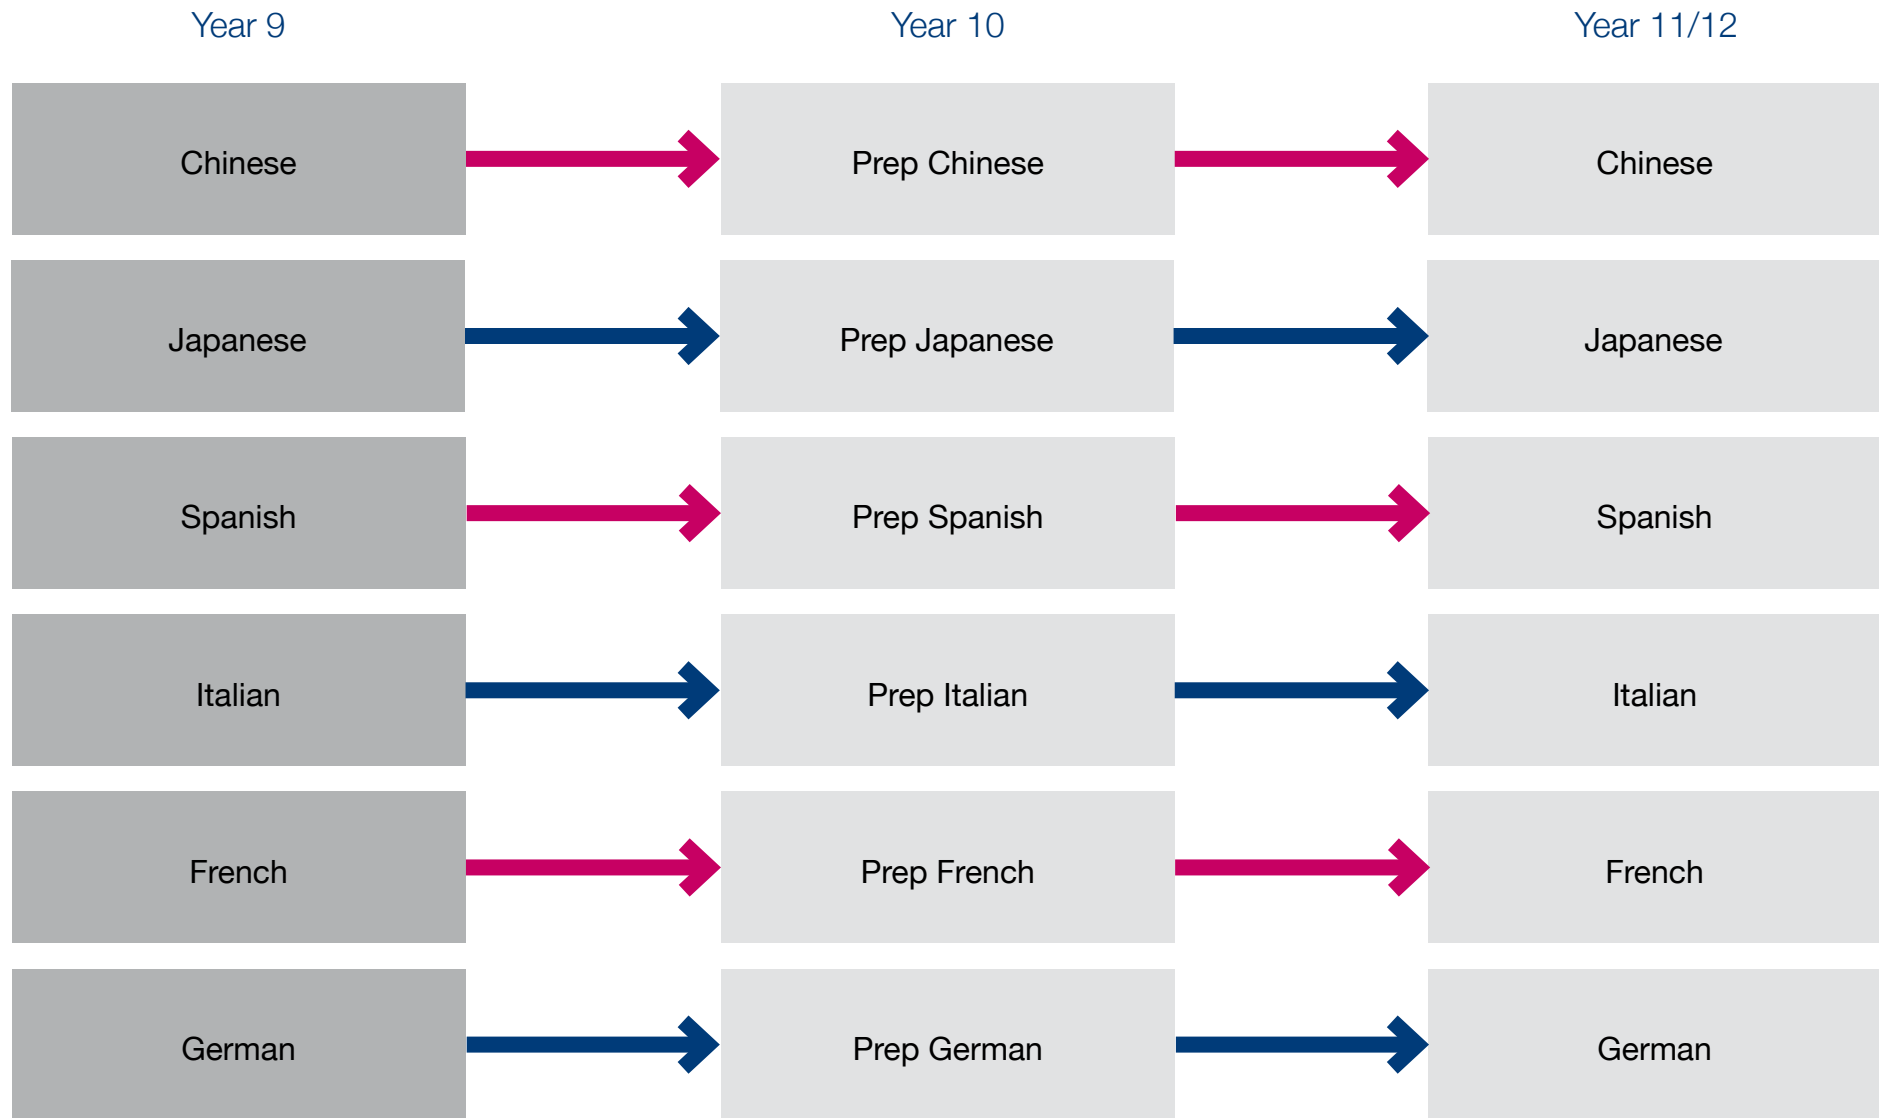 Year 9 Year 10 Year 11/12
Chinese Prep Chinese Chinese
Japanese Prep Japanese Japanese
Spanish Prep Spanish Spanish
Italian Prep Italian Italian
French Prep French French
German Prep German German